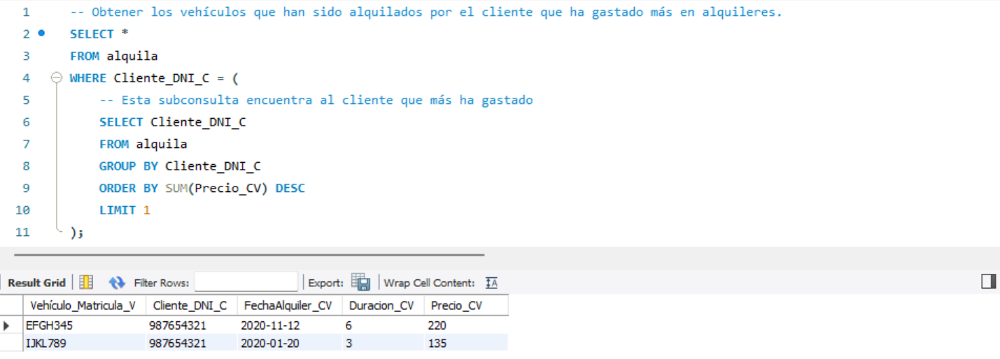 1 -- Obtener los vehículos que han sido alquilados por el cliente que ha gastado más en alquileres.
2 SELECT *
3 FROM alquila
4 WHERE Cliente_DNI_C = (
5 -- Esta subconsulta encuentra al cliente que más ha gastado
6 SELECT Cliente_DNI_C
7 FROM alquila
8 GROUP BY Cliente_DNI_C
9 ORDER BY SUM(Precio_CV) DESC
10 LIMIT 1
11 );
Result Grid Filter Rows: Export: Wrap Cell Content: IA
Vehículo_Matricula_V Cliente_DNI_C FechaAlquiler_CV Duracion_CV Precio_CV
EFGH345 987654321 2020-11-12 6 220
IJKL789 987654321 2020-01-20 3 135